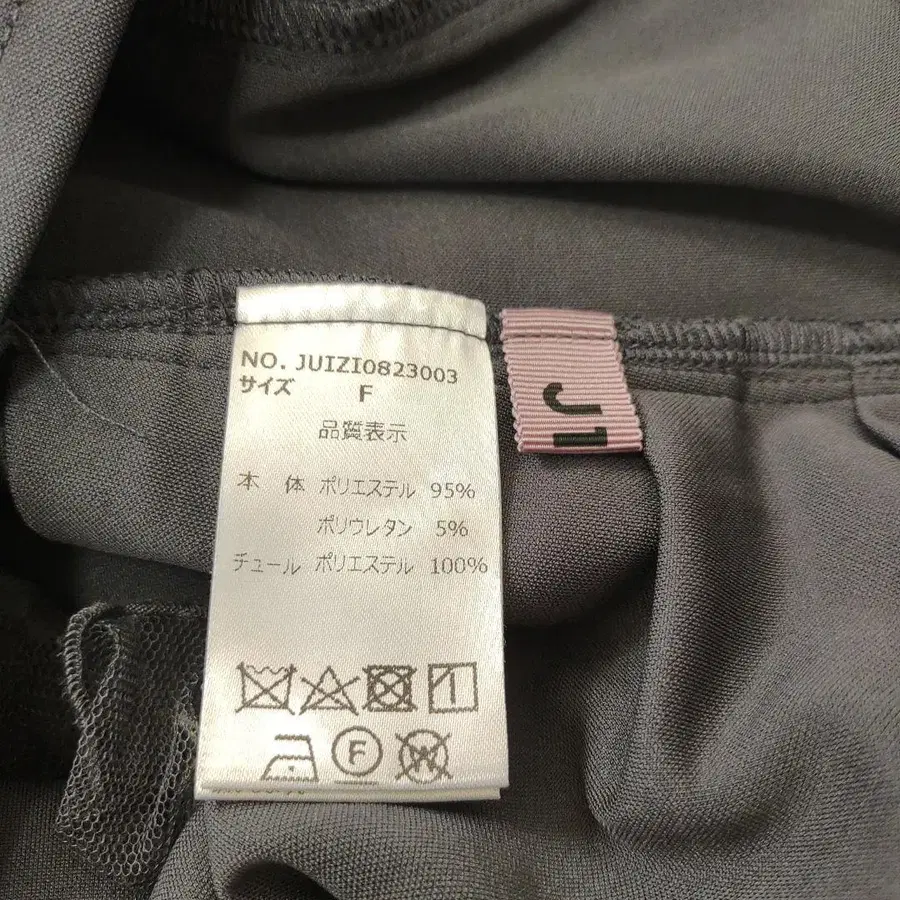 NO. JUIZI0823003
サイズ F
品質表示
本 体 ポリエステル 95%
ポリウレタン 5%
チュール ポリエステル 100%
F
W
J1